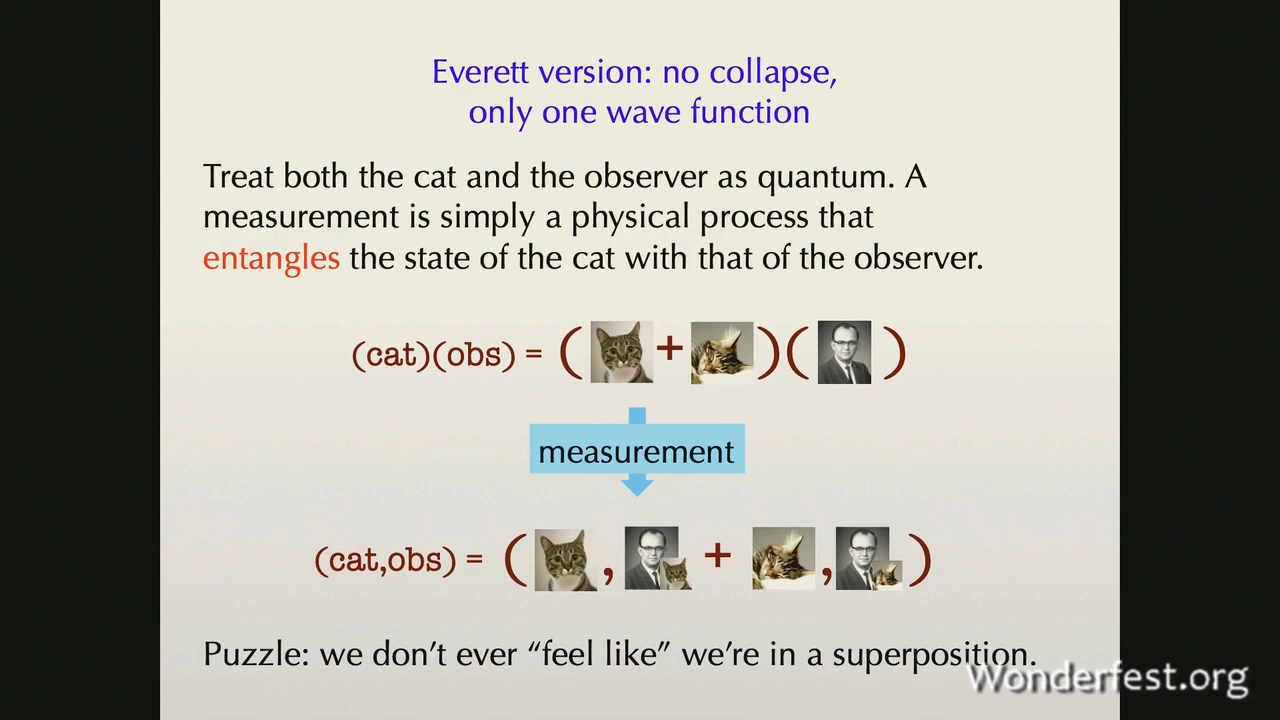 Everett version: no collapse,
only one wave function
Treat both the cat and the observer as quantum. A
measurement is simply a physical process that
entangles the state of the cat with that of the observer.
(cat)(obs) = ( + )( )
measurement
(cat,obs) = ( , + , )
Puzzle: we don’t ever “feel like” we’re in a superposition.
Wonderfest.org